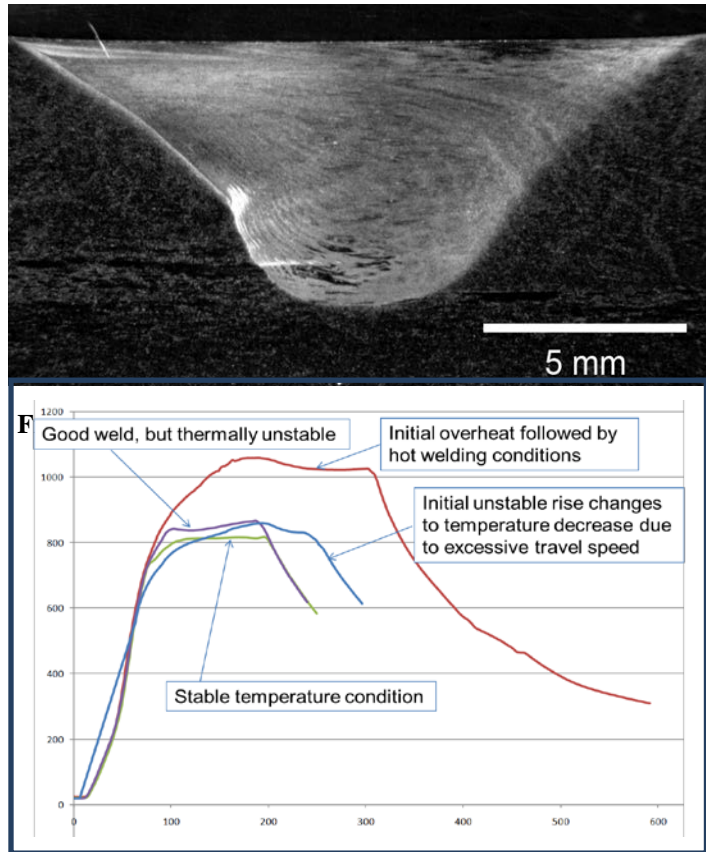 5 mm
F
1200
Good weld, but thermally unstable
Initial overheat followed by
hot welding conditions
1000
Initial unstable rise changes
to temperature decrease due
to excessive travel speed
800
600
400
Stable temperature condition
200
0
0 100 200 300 400 500 600